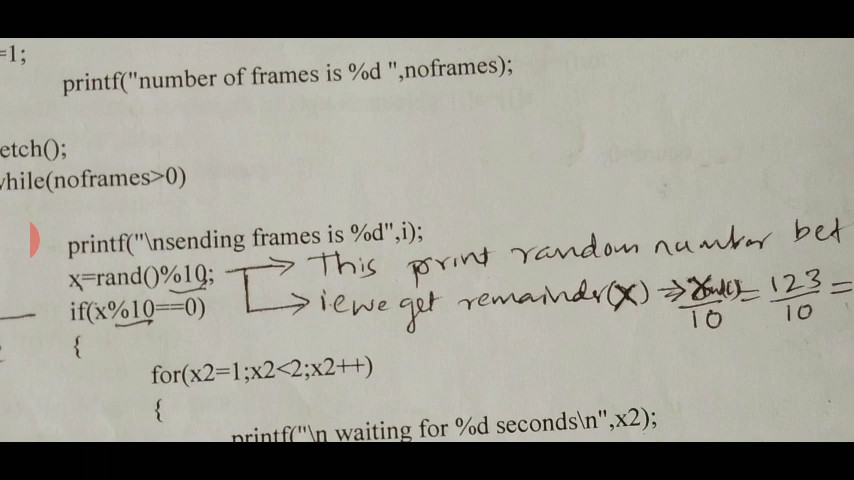 =1;
printf("number of frames is %d ",noframes);
etch();
while(noframes>0)
printf("\nsending frames is %d",i);
x=rand()%10; → This print random number bet
if(x%10==0) → i.e we get remainder(x) → /10 = 123/10 =
{
for(x2=1;x2<2;x2++)
{
printf("\n waiting for %d seconds\n",x2);